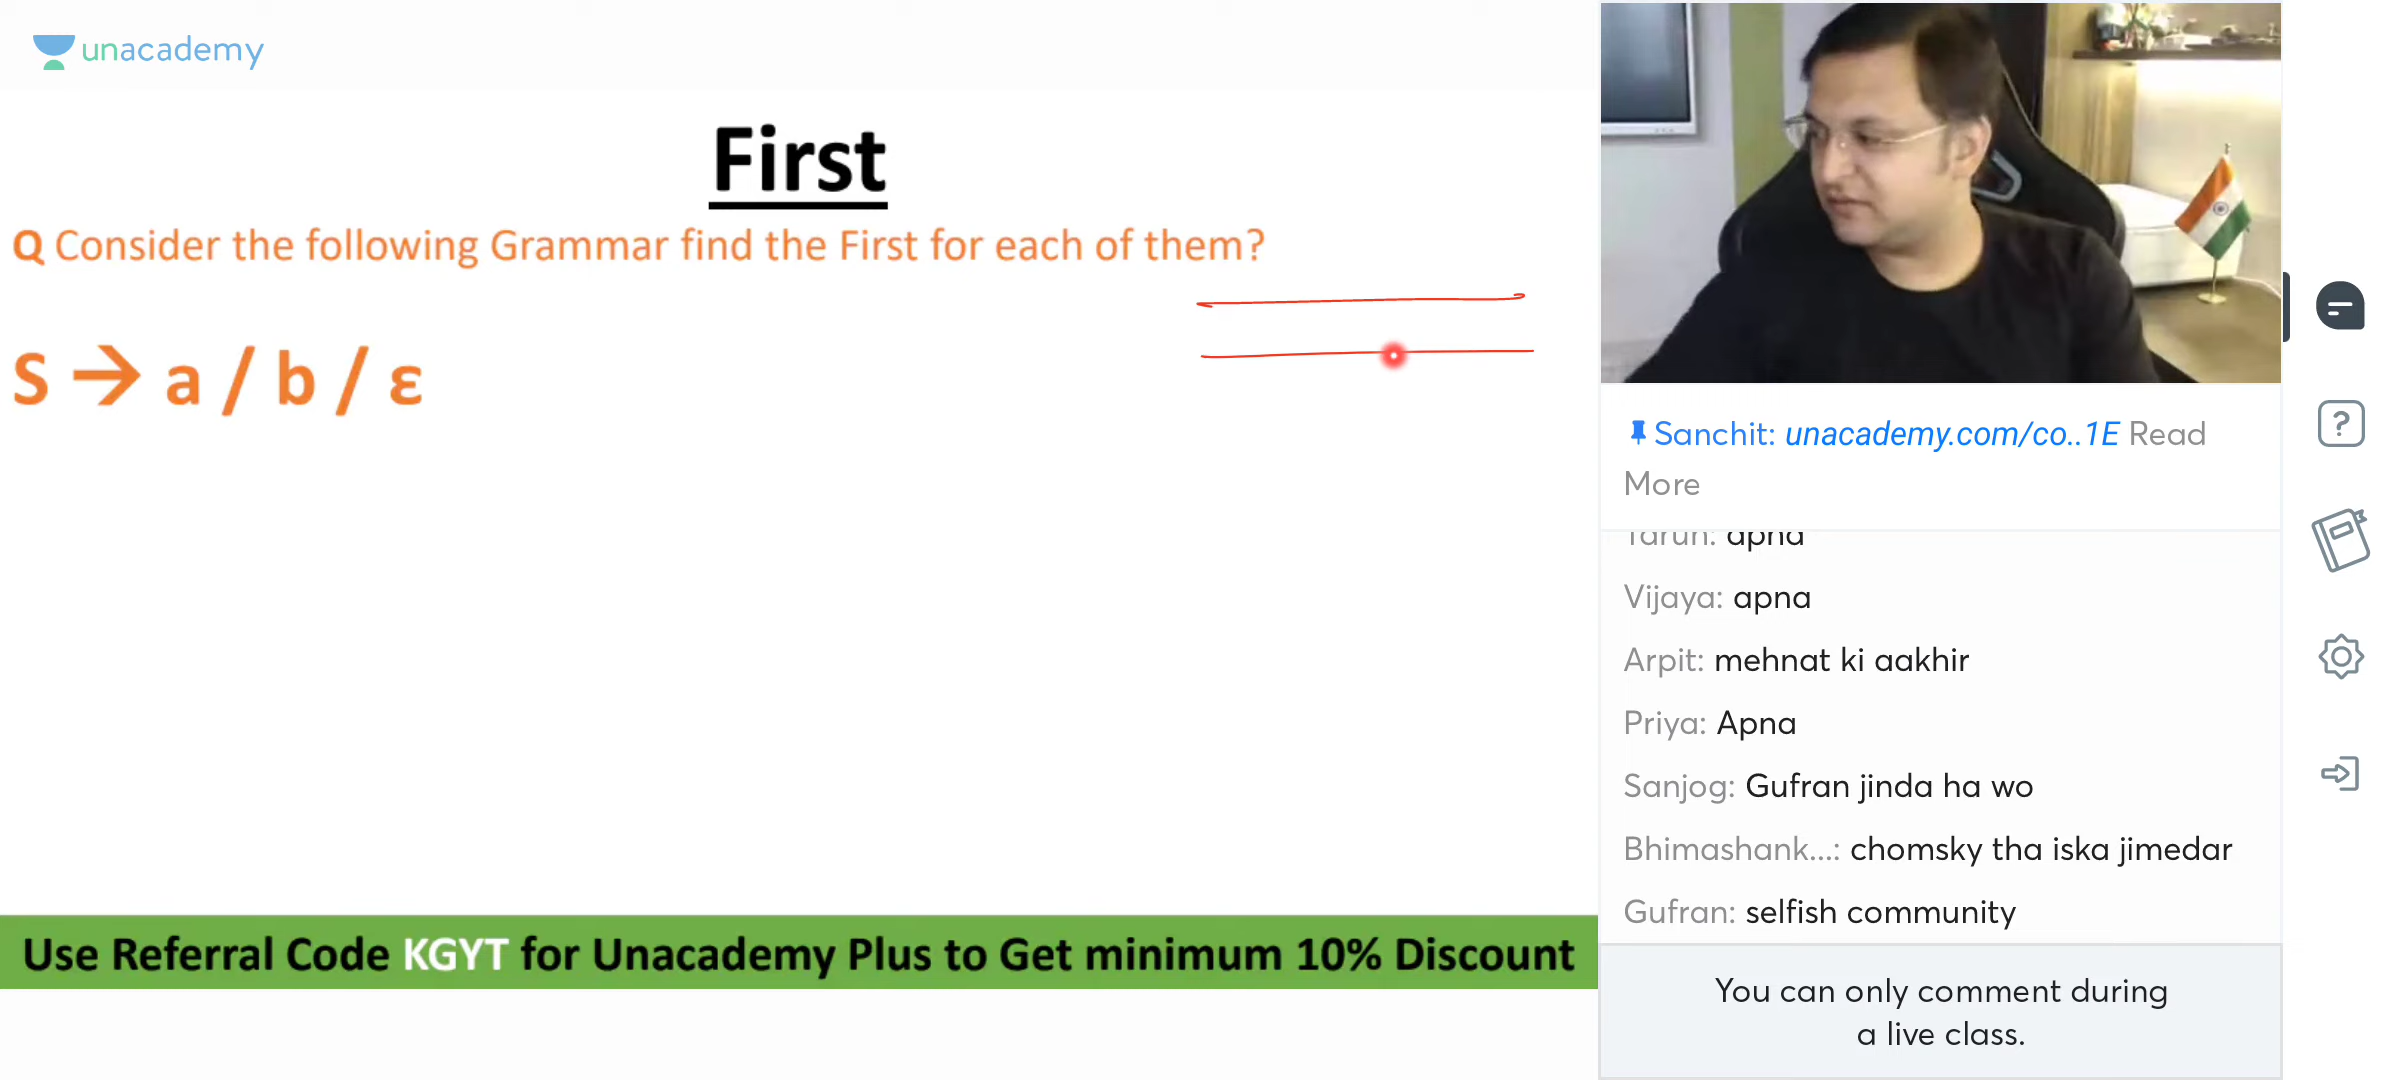 unacademy
First
Q Consider the following Grammar find the First for each of them?
S → a / b / ε
Use Referral Code KGYT for Unacademy Plus to Get minimum 10% Discount
Sanchit: unacademy.com/co..1E Read
More
Tarun: apna
Vijaya: apna
Arpit: mehnat ki aakhir
Priya: Apna
Sanjog: Gufran jinda ha wo
Bhimashank...: chomsky tha iska jimedar
Gufran: selfish community
You can only comment during
a live class.